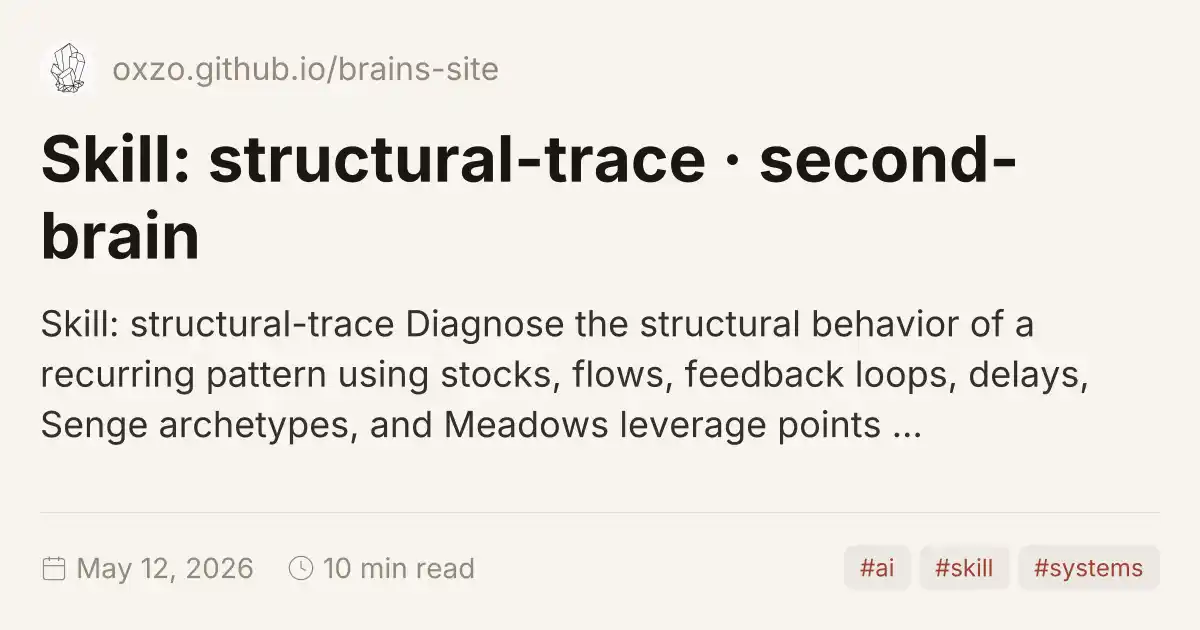 oxzo.github.io/brains-site
Skill: structural-trace · second-
brain
Skill: structural-trace Diagnose the structural behavior of a
recurring pattern using stocks, flows, feedback loops, delays,
Senge archetypes, and Meadows leverage points ...
May 12, 2026 10 min read #ai #skill #systems